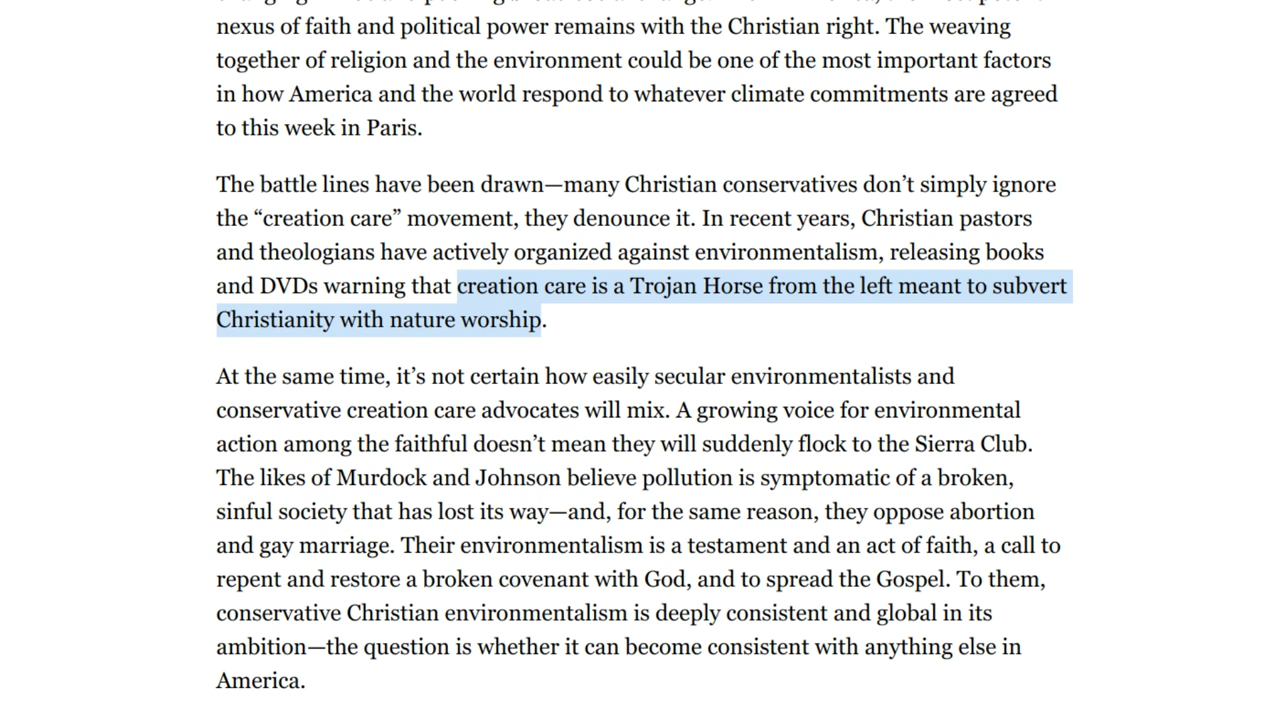 nexus of faith and political power remains with the Christian right. The weaving
together of religion and the environment could be one of the most important factors
in how America and the world respond to whatever climate commitments are agreed
to this week in Paris.
The battle lines have been drawn—many Christian conservatives don’t simply ignore
the “creation care” movement, they denounce it. In recent years, Christian pastors
and theologians have actively organized against environmentalism, releasing books
and DVDs warning that creation care is a Trojan Horse from the left meant to subvert
Christianity with nature worship.
At the same time, it’s not certain how easily secular environmentalists and
conservative creation care advocates will mix. A growing voice for environmental
action among the faithful doesn’t mean they will suddenly flock to the Sierra Club.
The likes of Murdock and Johnson believe pollution is symptomatic of a broken,
sinful society that has lost its way—and, for the same reason, they oppose abortion
and gay marriage. Their environmentalism is a testament and an act of faith, a call to
repent and restore a broken covenant with God, and to spread the Gospel. To them,
conservative Christian environmentalism is deeply consistent and global in its
ambition—the question is whether it can become consistent with anything else in
America.